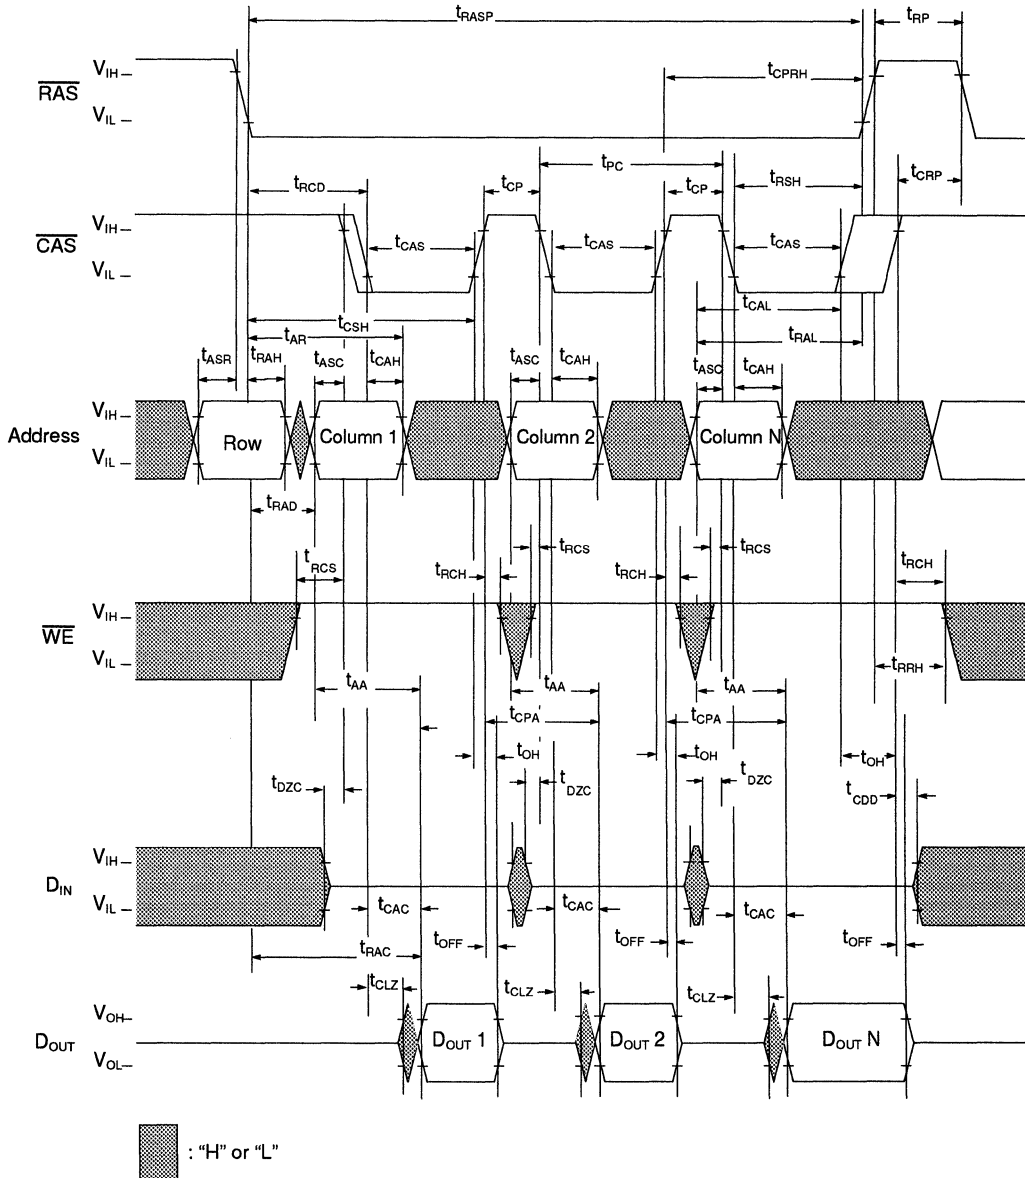 tRASP tRP
VIH
tCPRH
RAS
VIL
tPC
tRCD tCP tCP tRSH tCRP
VIH
CAS tCAS tCAS tCAS
VIL
tCAL
tCSH
tAR tRAL
tASR tRAH tASC tCAH tASC tCAH tASC tCAH
VIH
Address Row Column 1 Column 2 Column N
VIL
tRAD
tRCS tRCS
tRCS tRCH tRCH tRCH
VIH
WE
VIL
tRRH
tAA tAA tAA
tCPA tCPA
tOH tOH tOH
tDZC tDZC tDZC tCDD
VIH
DIN
VIL
tCAC tCAC tCAC
tOFF tOFF tOFF
tRAC
tCLZ tCLZ tCLZ
VOH
DOUT DOUT 1 DOUT 2 DOUT N
VOL
: “H” or “L”